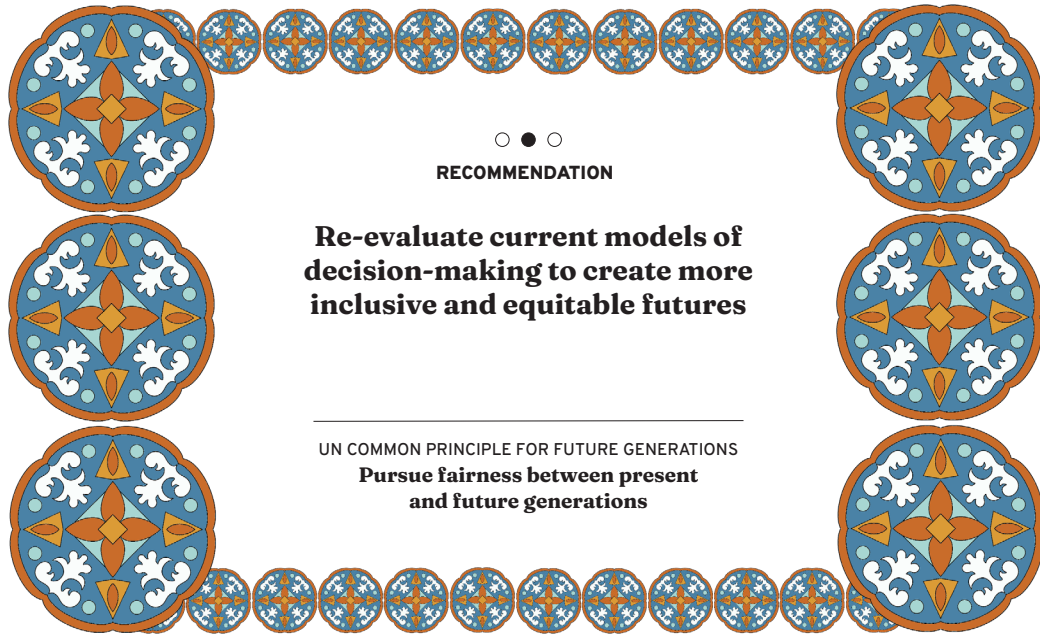 RECOMMENDATION
Re-evaluate current models of
decision-making to create more
inclusive and equitable futures
UN COMMON PRINCIPLE FOR FUTURE GENERATIONS
Pursue fairness between present
and future generations